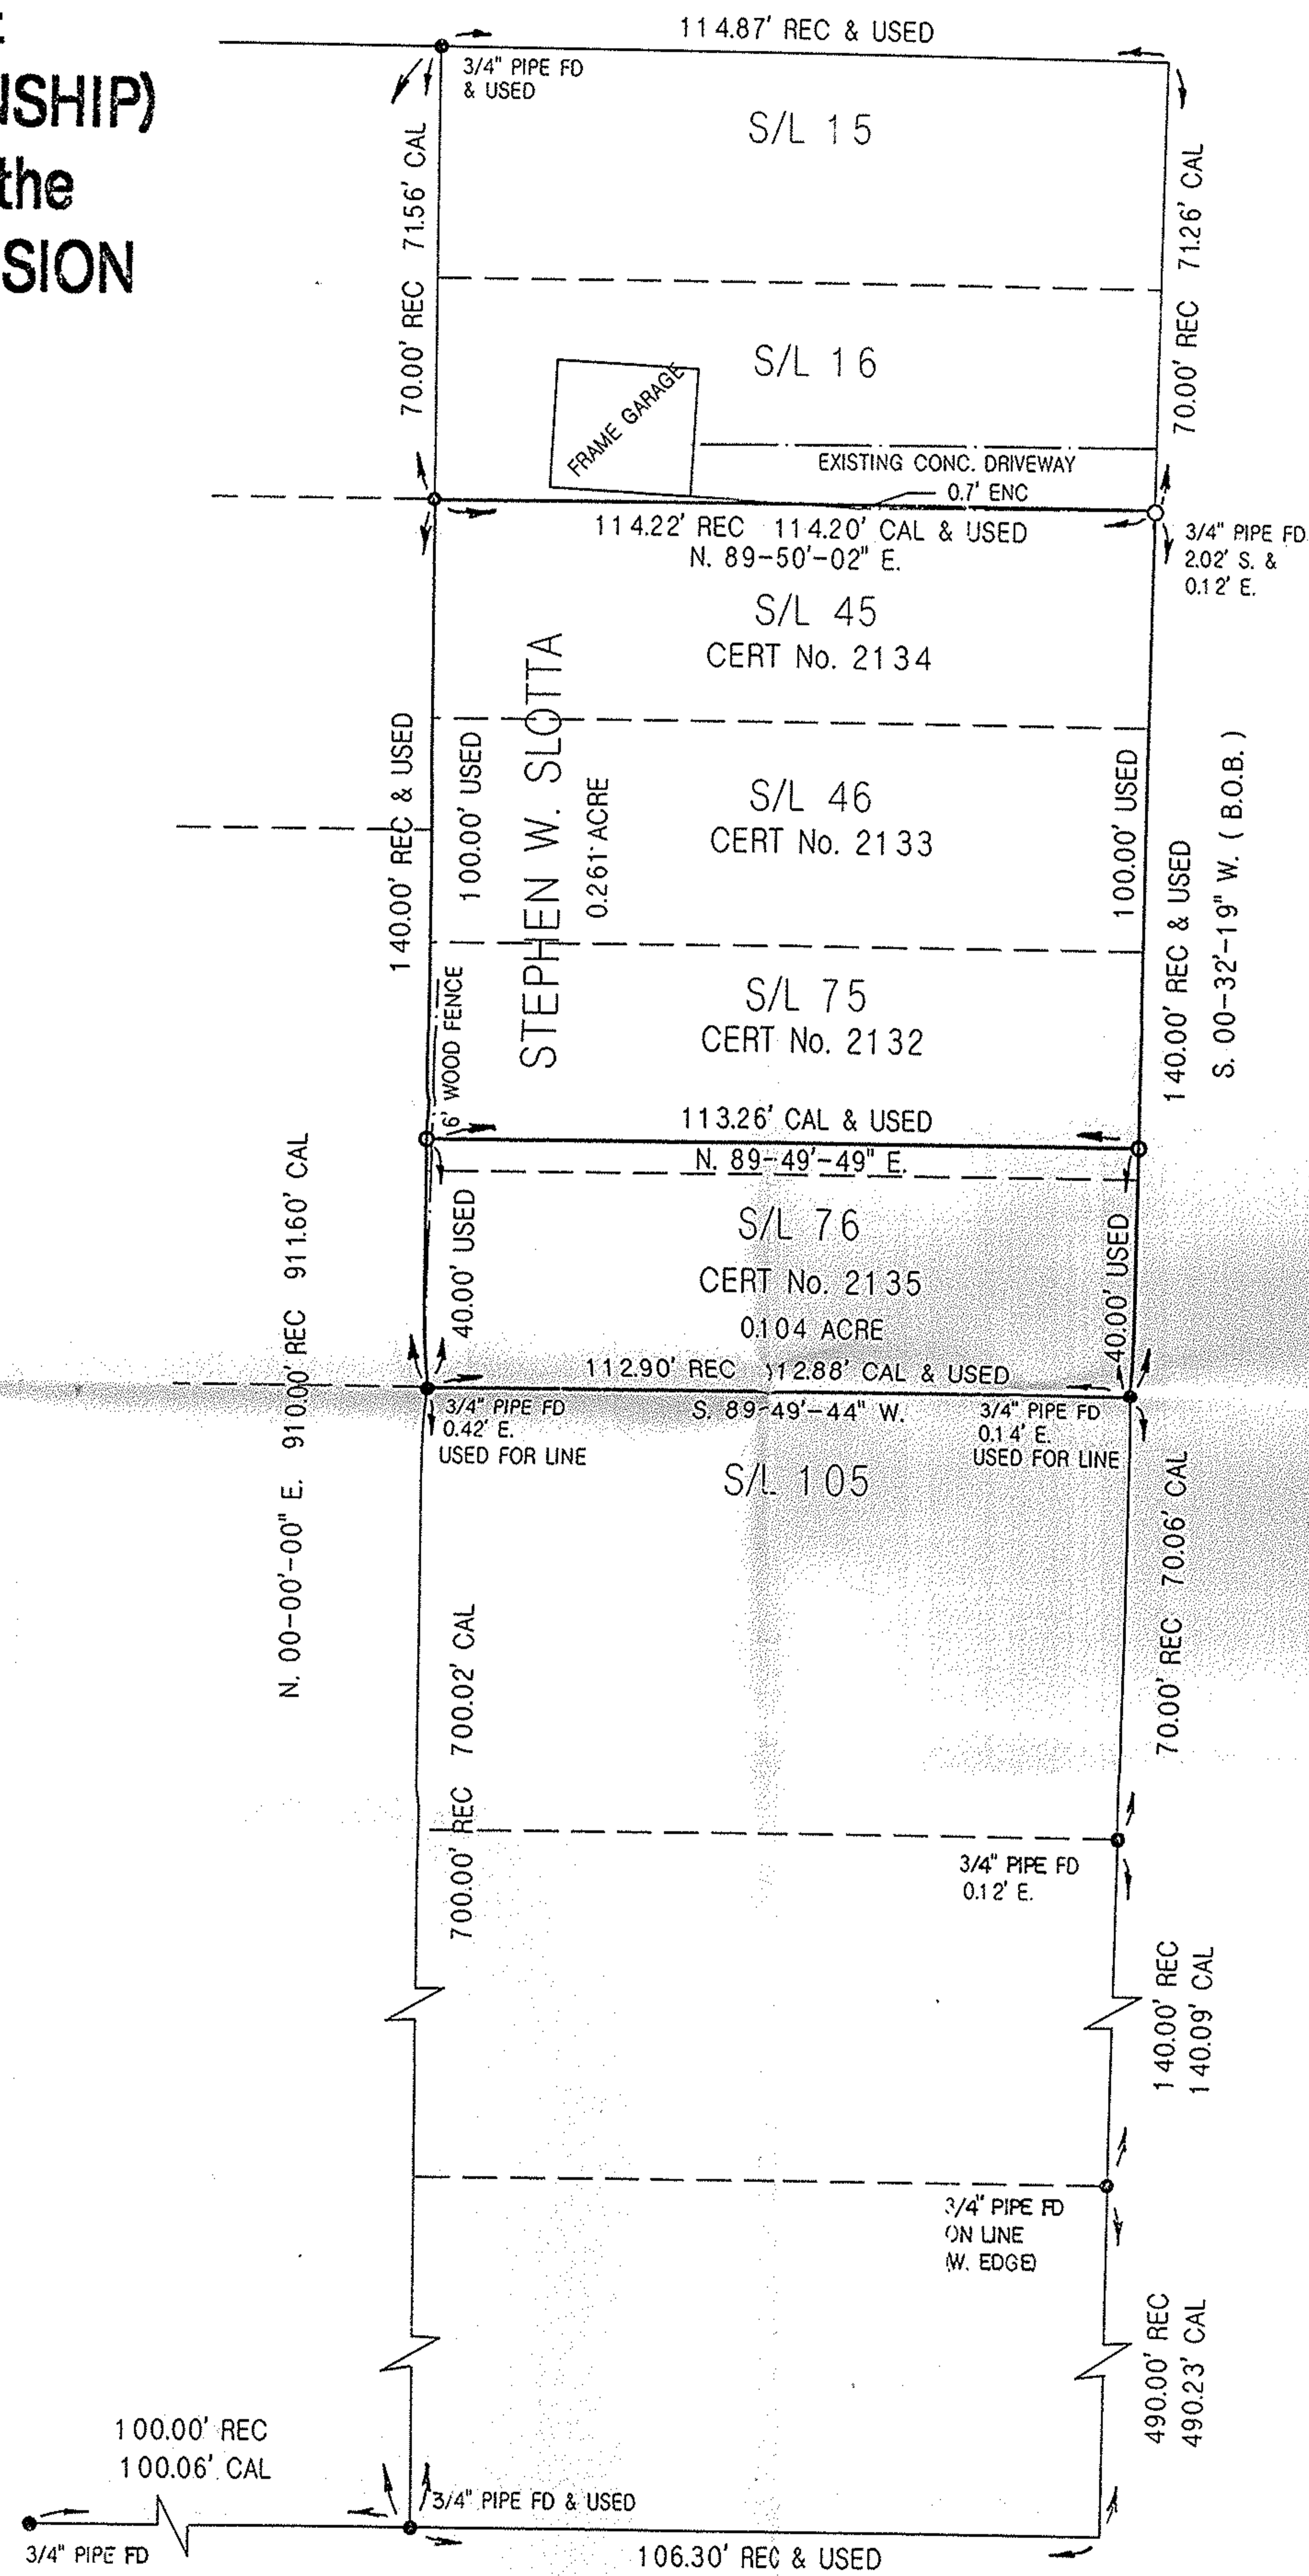 NSHIP)
the
SION
114.87' REC & USED
3/4" PIPE FD
& USED
S/L 15
70.00' REC 71.56' CAL
70.00' REC 71.26' CAL
S/L 16
FRAME GARAGE
EXISTING CONC. DRIVEWAY
0.7' ENC
114.22' REC 114.20' CAL & USED
N. 89-50'-02" E.
3/4" PIPE FD
2.02' S. &
0.12' E.
S/L 45
CERT No. 2134
STEPHEN W. SLOTTA
0.261 ACRE
140.00' REC & USED
100.00' USED
S/L 46
CERT No. 2133
100.00' USED
140.00' REC & USED
S. 00-32'-19" W. ( B.O.B. )
S/L 75
CERT No. 2132
6' WOOD FENCE
113.26' CAL & USED
N. 89-49'-49" E.
N. 00-00'-00" E. 910.00' REC 911.60' CAL
40.00' USED
S/L 76
CERT No. 2135
0.104 ACRE
40.00' USED
112.90' REC 112.88' CAL & USED
S. 89-49'-44" W.
3/4" PIPE FD
0.42' E.
USED FOR LINE
3/4" PIPE FD
0.14' E.
USED FOR LINE
S/L 105
70.00' REC 70.06' CAL
700.00' REC 700.02' CAL
3/4" PIPE FD
0.12' E.
140.00' REC
140.09' CAL
3/4" PIPE FD
ON LINE
(W. EDGE)
490.00' REC
490.23' CAL
100.00' REC
100.06' CAL
3/4" PIPE FD & USED
3/4" PIPE FD
106.30' REC & USED